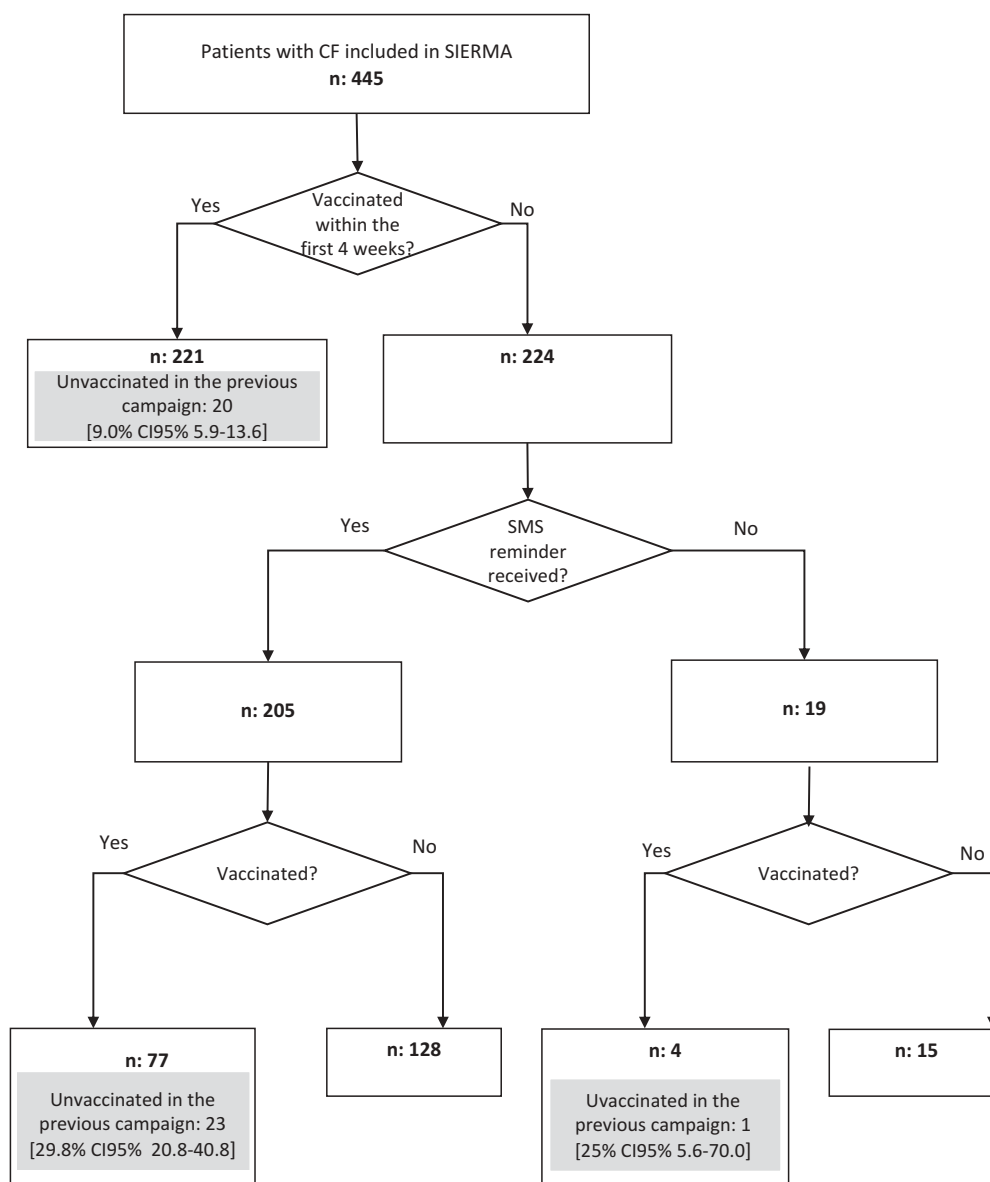 Patients with CF included in SIERMA
n: 445
Yes
Vaccinated
within the
first 4 weeks?
No
n: 221
Unvaccinated in the previous
campaign: 20
[9.0% CI95% 5.9-13.6]
n: 224
Yes
SMS
reminder
received?
No
n: 205
n: 19
Yes
Vaccinated?
No
Yes
Vaccinated?
No
n: 77
Unvaccinated in the
previous campaign: 23
[29.8% CI95%  20.8-40.8]
n: 128
n: 4
Uvaccinated in the
previous campaign: 1
[25% CI95% 5.6-70.0]
n: 15